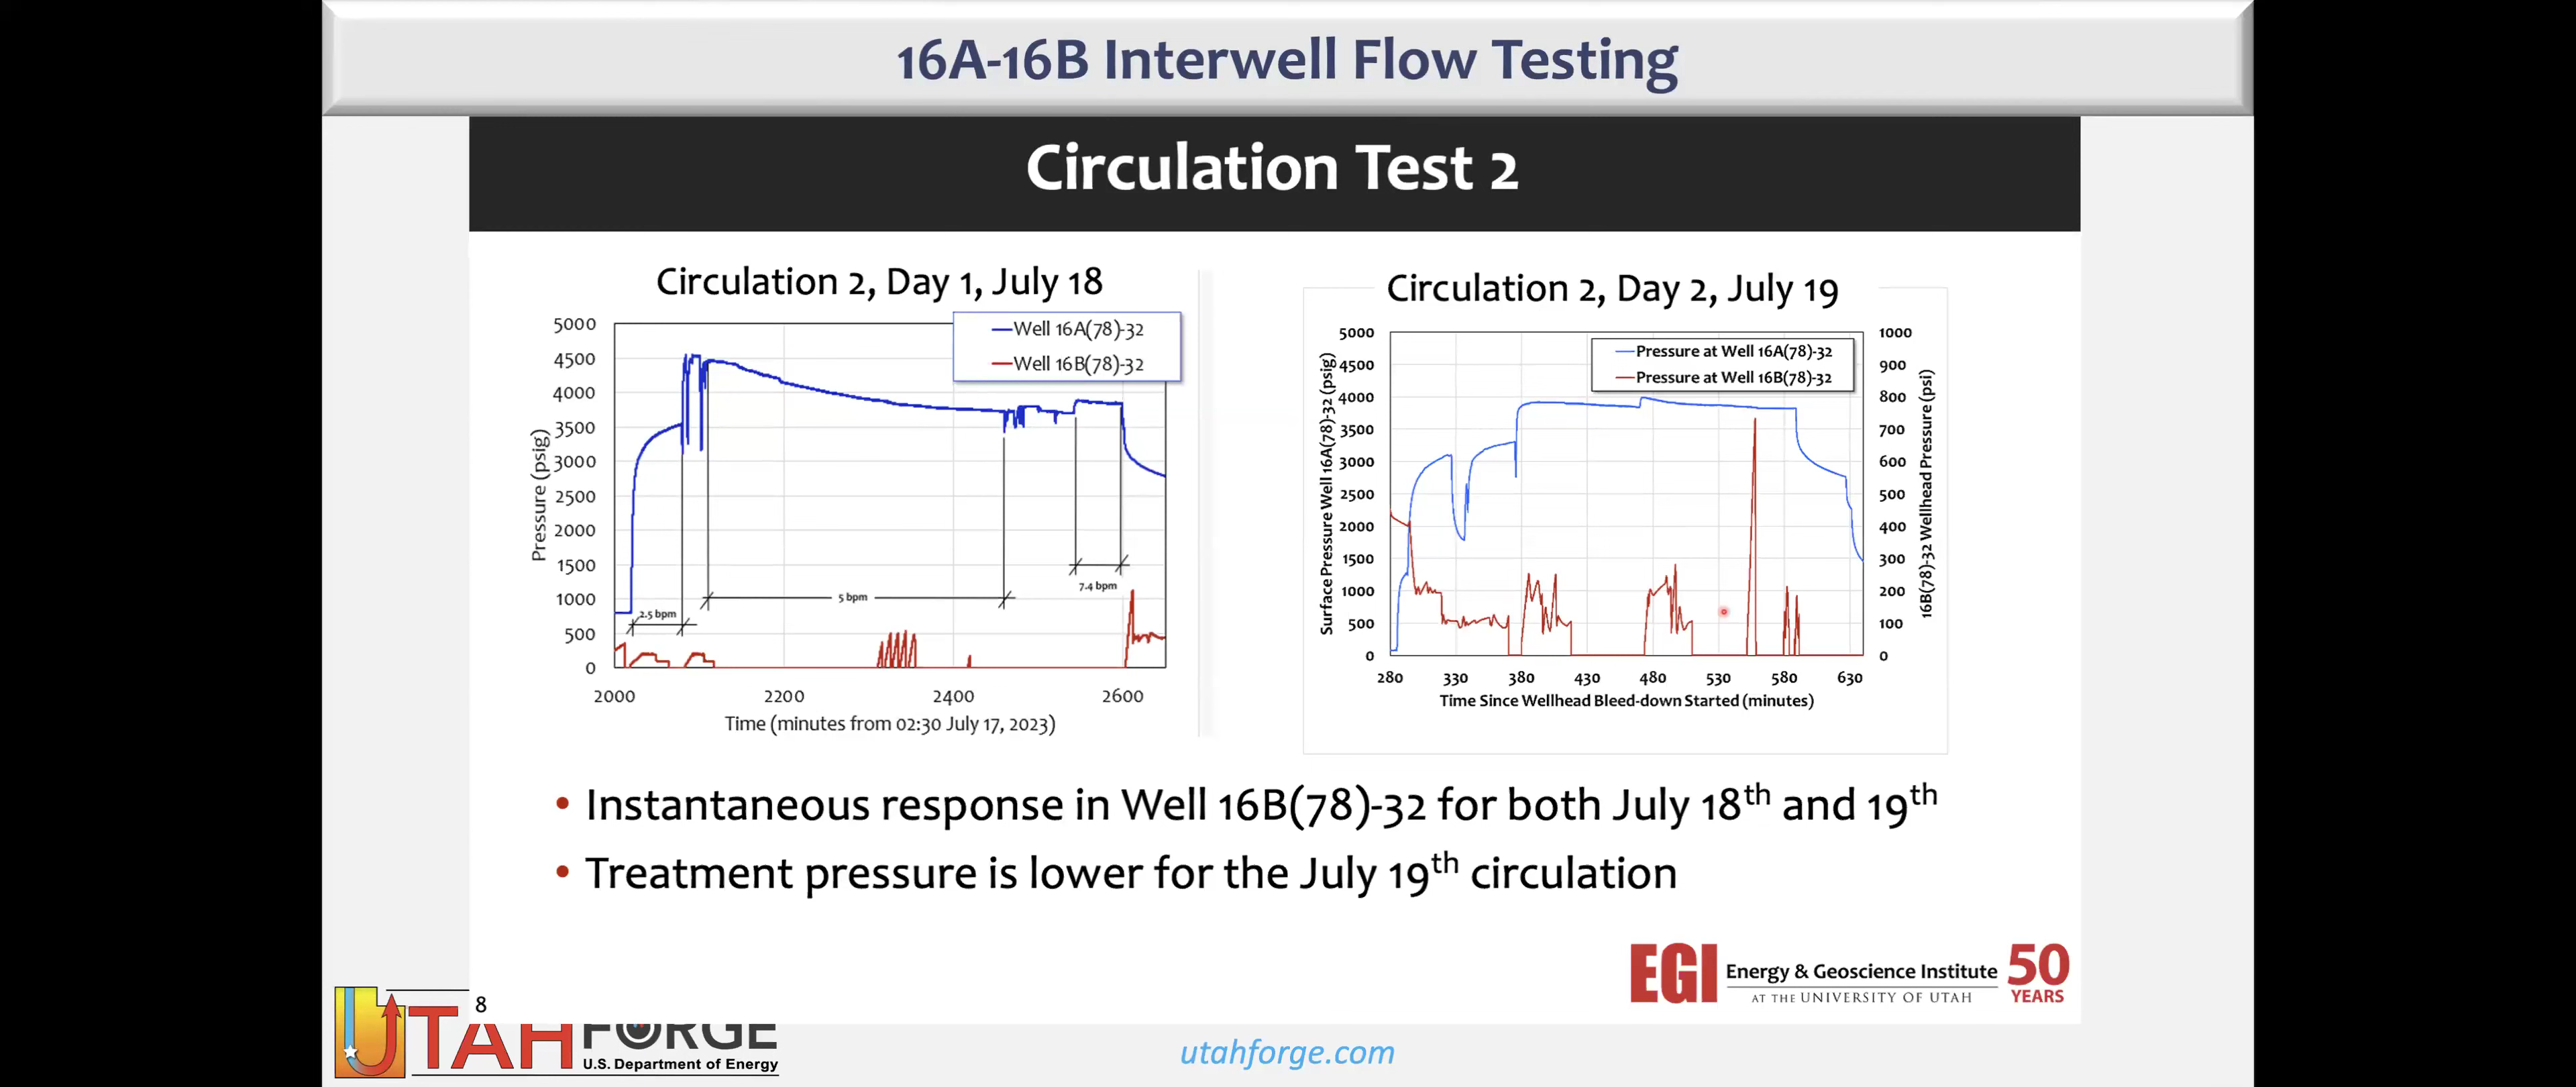 16A-16B Interwell Flow Testing
Circulation Test 2
Circulation 2, Day 1, July 18
Well 16A(78)-32
Well 16B(78)-32
5000
4500
4000
3500
3000
2500
2000
1500
1000
500
0
Pressure (psig)
2.5 bpm
5 bpm
7.4 bpm
2000 2200 2400 2600
Time (minutes from 02:30 July 17, 2023)
Circulation 2, Day 2, July 19
Pressure at Well 16A(78)-32
Pressure at Well 16B(78)-32
5000
4500
4000
3500
3000
2500
2000
1500
1000
500
0
Surface Pressure Well 16A(78)-32 (psig)
1000
900
800
700
600
500
400
300
200
100
0
16B(78)-32 Wellhead Pressure (psi)
280 330 380 430 480 530 580 630
Time Since Wellhead Bleed-down Started (minutes)
• Instantaneous response in Well 16B(78)-32 for both July 18th and 19th
• Treatment pressure is lower for the July 19th circulation
EGI Energy & Geoscience Institute
AT THE UNIVERSITY OF UTAH
50
YEARS
8
UTAH FORGE
U.S. Department of Energy
utahforge.com